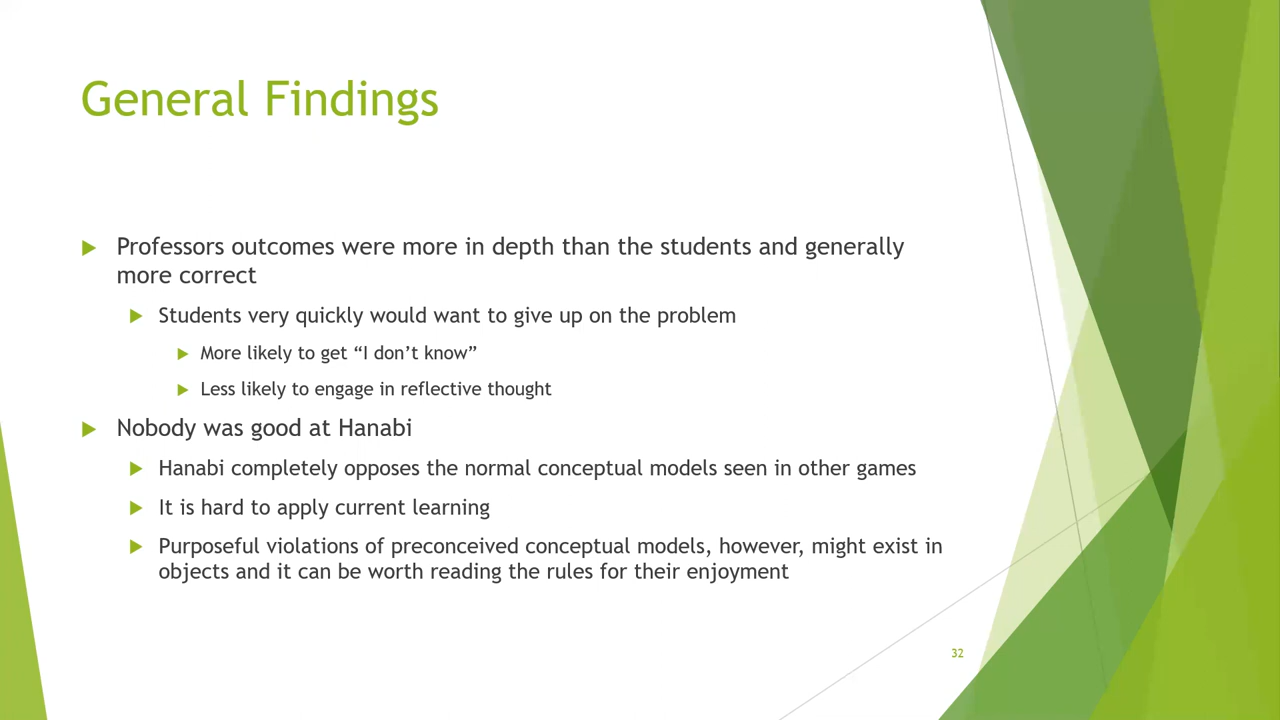 General Findings
Professors outcomes were more in depth than the students and generally
more correct
Students very quickly would want to give up on the problem
More likely to get “I don’t know”
Less likely to engage in reflective thought
Nobody was good at Hanabi
Hanabi completely opposes the normal conceptual models seen in other games
It is hard to apply current learning
Purposeful violations of preconceived conceptual models, however, might exist in
objects and it can be worth reading the rules for their enjoyment
32